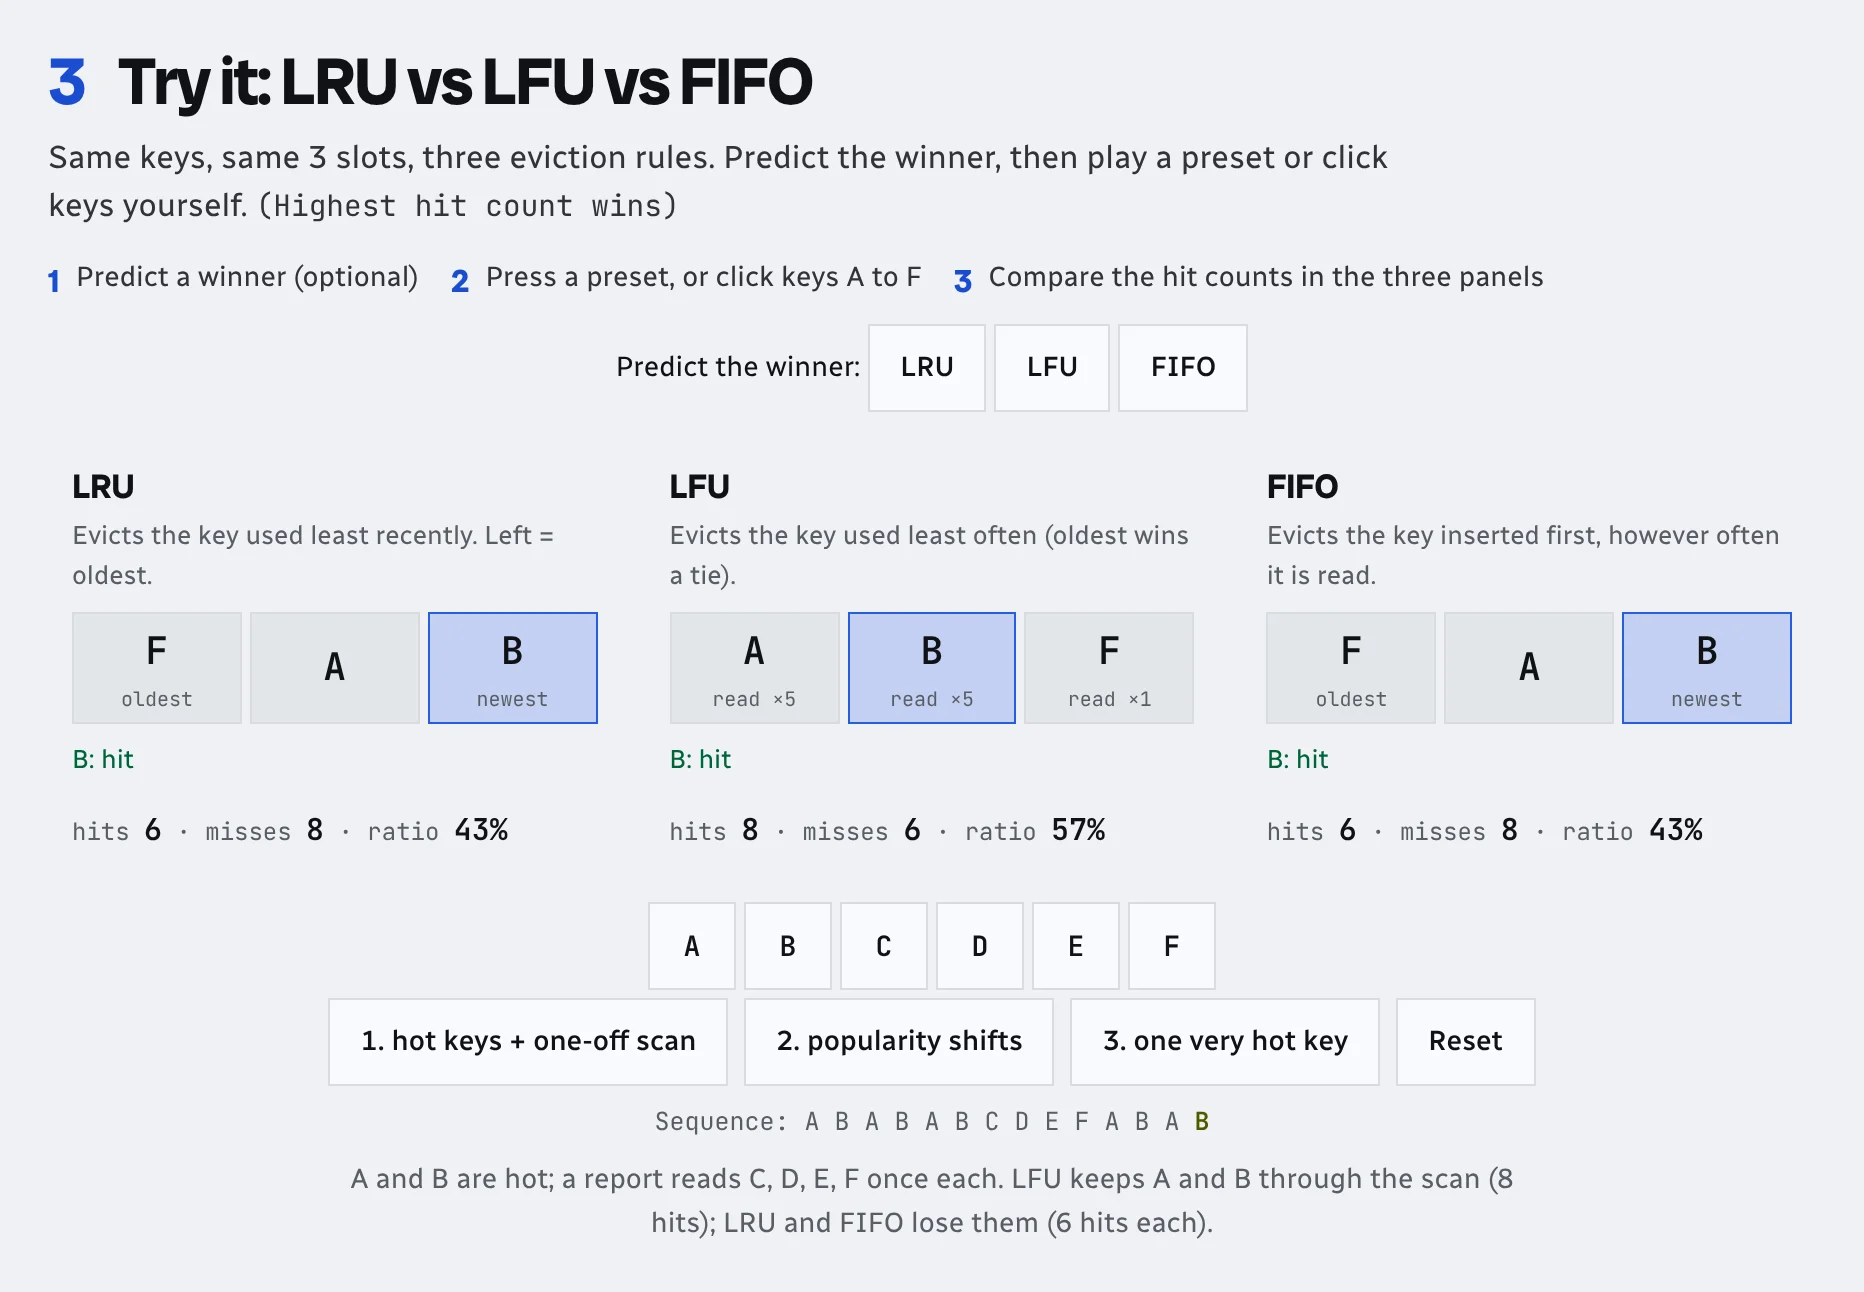 3 Try it: LRU vs LFU vs FIFO
Same keys, same 3 slots, three eviction rules. Predict the winner, then play a preset or click
keys yourself. (Highest hit count wins)
1 Predict a winner (optional) 2 Press a preset, or click keys A to F 3 Compare the hit counts in the three panels
Predict the winner: LRU LFU FIFO
LRU
Evicts the key used least recently. Left =
oldest.
F
oldest
A
B
newest
B: hit
hits 6 · misses 8 · ratio 43%
LFU
Evicts the key used least often (oldest wins
a tie).
A
read ×5
B
read ×5
F
read ×1
B: hit
hits 8 · misses 6 · ratio 57%
FIFO
Evicts the key inserted first, however often
it is read.
F
oldest
A
B
newest
B: hit
hits 6 · misses 8 · ratio 43%
A B C D E F
1. hot keys + one-off scan 2. popularity shifts 3. one very hot key Reset
Sequence: A B A B A B C D E F A B A B
A and B are hot; a report reads C, D, E, F once each. LFU keeps A and B through the scan (8
hits); LRU and FIFO lose them (6 hits each).